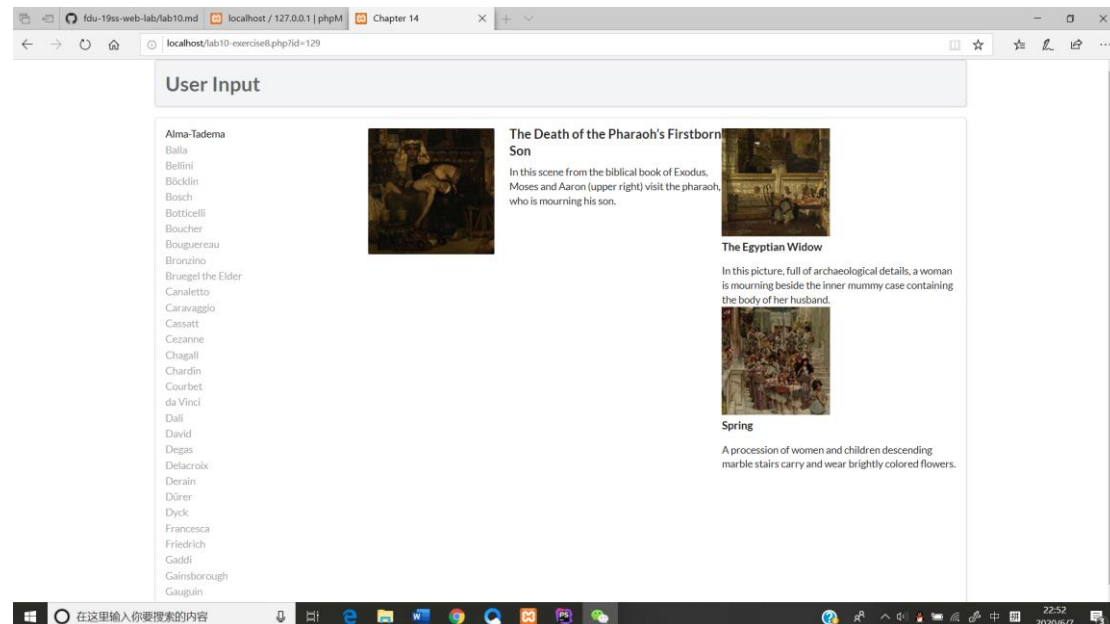 fdu-19ss-web-lab/lab10.md
localhost / 127.0.0.1 | phpM
Chapter 14
localhost/lab10-exercise8.php?id=129
User Input
Alma-Tadema
Balla
Bellini
Böcklin
Bosch
Botticelli
Boucher
Bouguereau
Bronzino
Bruegel the Elder
Canaletto
Caravaggio
Cassatt
Cezanne
Chagall
Chardin
Courbet
da Vinci
Dalí
David
Degas
Delacroix
Derain
Dürer
Dyck
Francesca
Friedrich
Gaddi
Gainsborough
Gauguin
The Death of the Pharaoh's Firstborn
Son
In this scene from the biblical book of Exodus,
Moses and Aaron (upper right) visit the pharaoh,
who is mourning his son.
The Egyptian Widow
In this picture, full of archaeological details, a woman
is mourning beside the inner mummy case containing
the body of her husband.
Spring
A procession of women and children descending
marble stairs carry and wear brightly colored flowers.
在这里输入你要搜索的内容
中
拼
22:52
2020/6/7